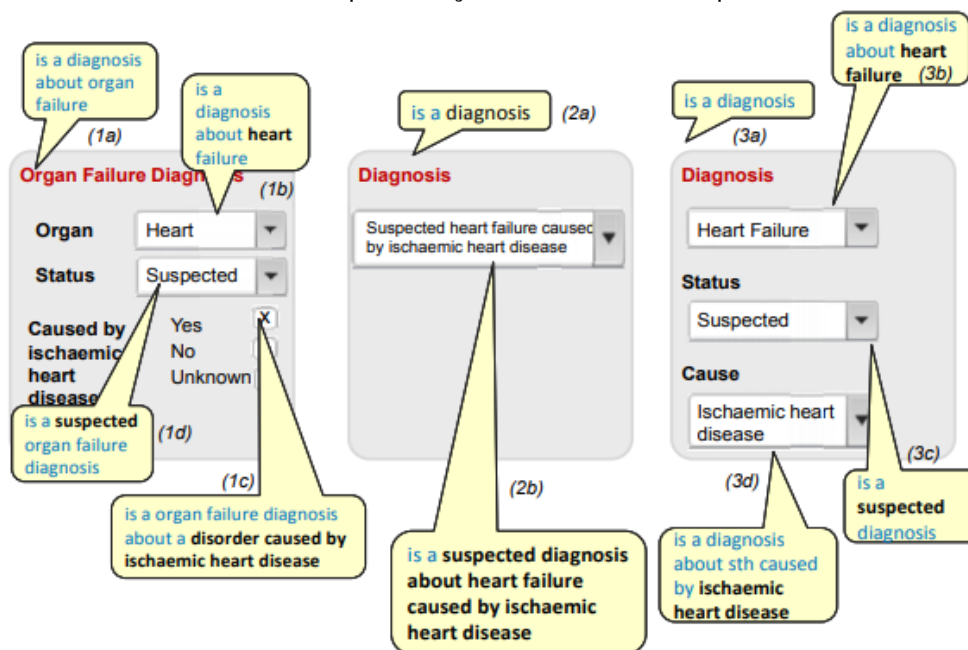 is a diagnosis
about organ
failure
(1a)
is a
diagnosis
about heart
failure
(1b)
Organ Failure Diagnosis
Organ
Heart
Status
Suspected
Caused by
ischaemic
heart
disease
Yes
X
No
Unknown
is a suspected
organ failure
diagnosis
(1d)
(1c)
is a organ failure diagnosis
about a disorder caused by
ischaemic heart disease
is a diagnosis
(2a)
Diagnosis
Suspected heart failure caused
by ischaemic heart disease
(2b)
is a suspected diagnosis
about heart failure
caused by ischaemic
heart disease
is a diagnosis
about heart
failure
(3b)
is a diagnosis
(3a)
Diagnosis
Heart Failure
Status
Suspected
Cause
Ischaemic heart
disease
(3c)
(3d)
is a
suspected
diagnosis
is a diagnosis
about sth caused
by ischaemic
heart disease